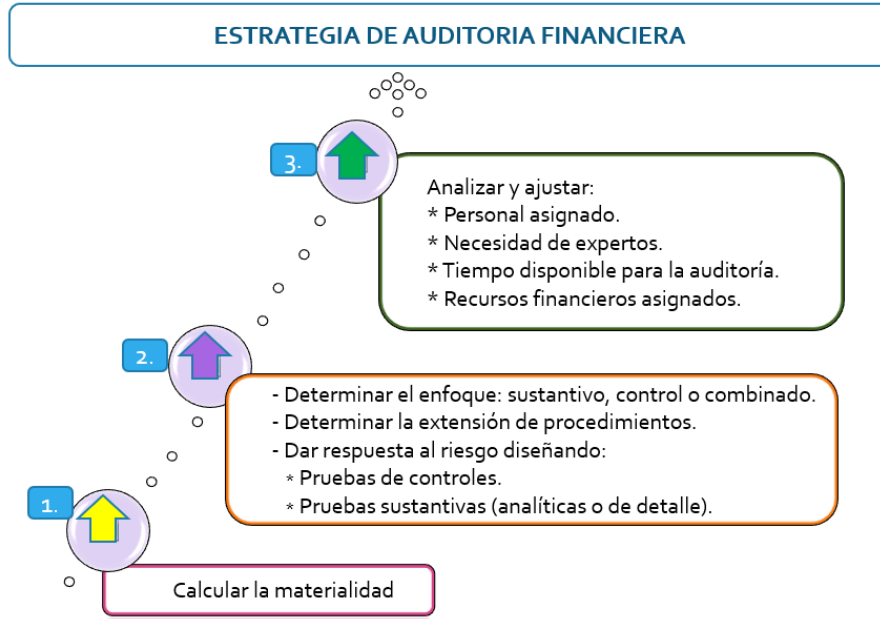 ESTRATEGIA DE AUDITORIA FINANCIERA
3.
Analizar y ajustar:
* Personal asignado.
* Necesidad de expertos.
* Tiempo disponible para la auditoría.
* Recursos financieros asignados.
2.
- Determinar el enfoque: sustantivo, control o combinado.
- Determinar la extensión de procedimientos.
- Dar respuesta al riesgo diseñando:
* Pruebas de controles.
* Pruebas sustantivas (analíticas o de detalle).
1.
Calcular la materialidad